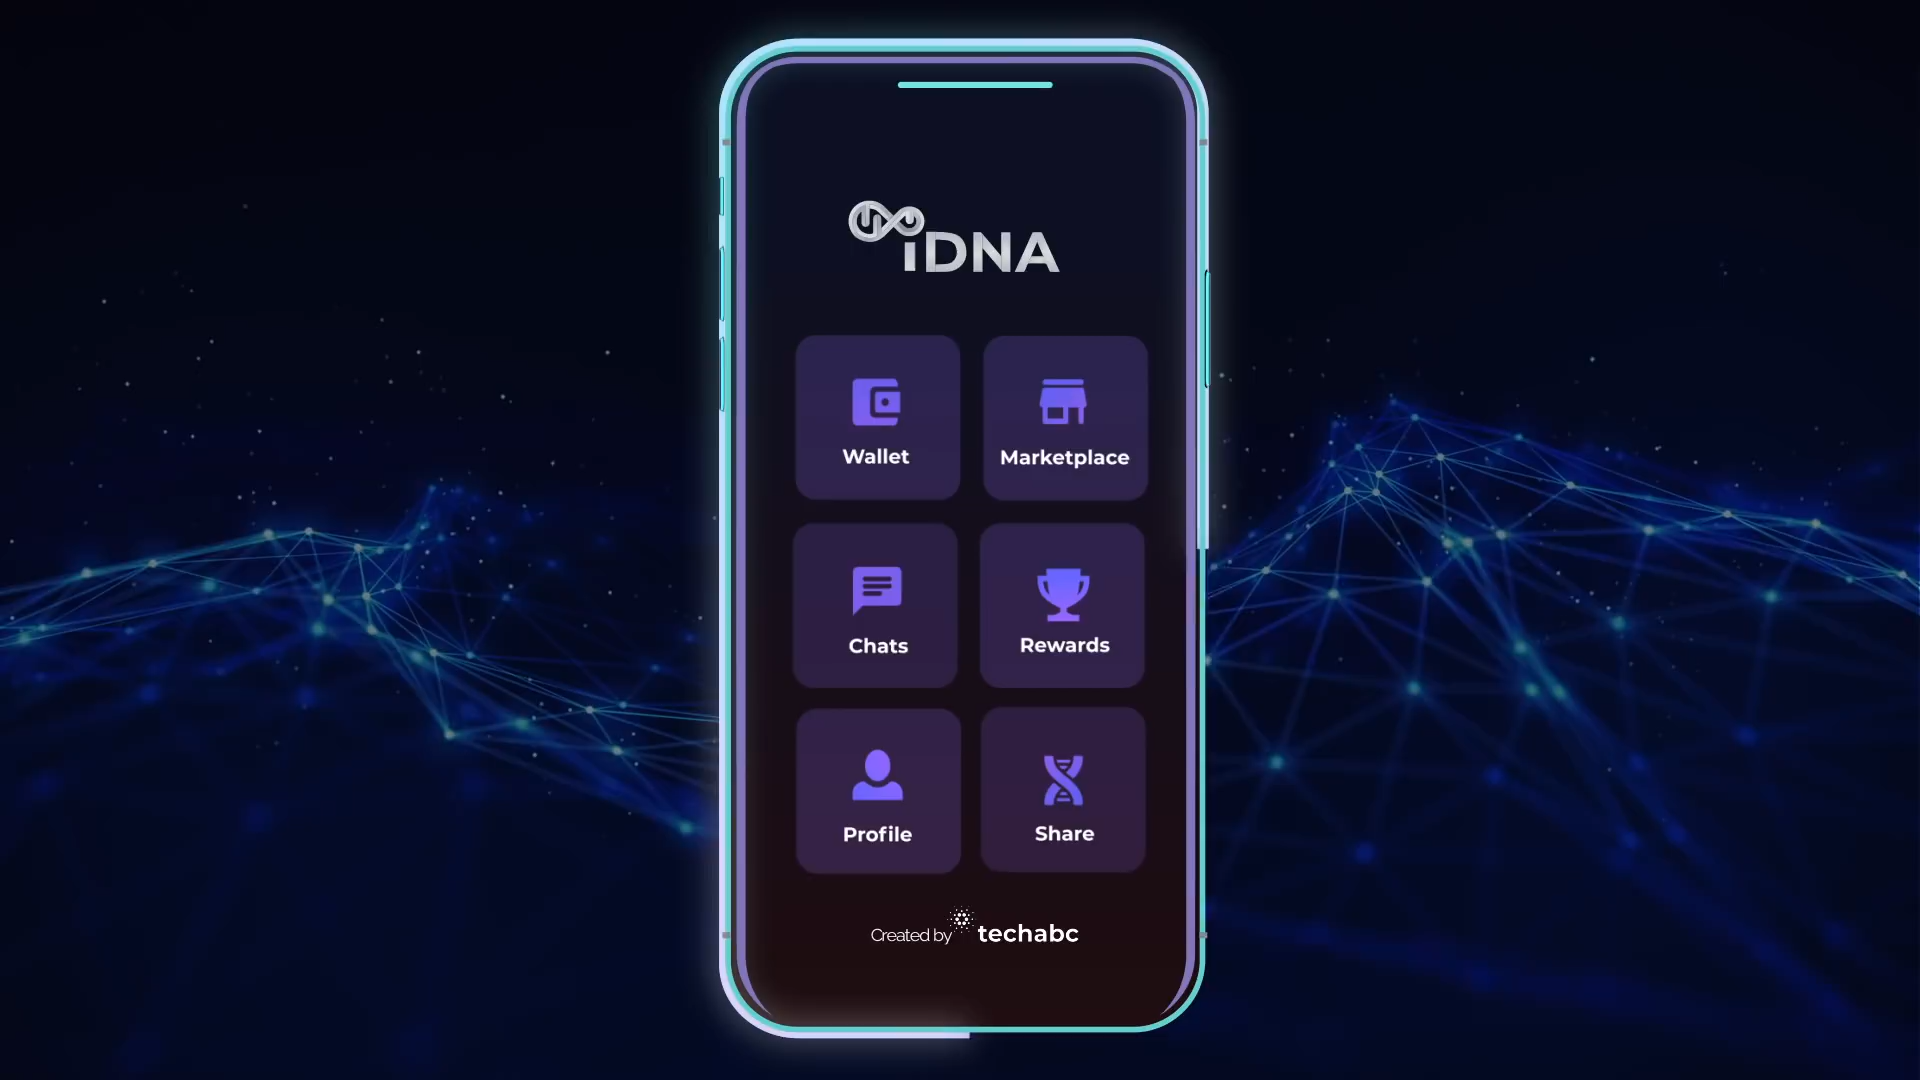 iDNA
Wallet
Marketplace
Chats
Rewards
Profile
Share
Created by techabc